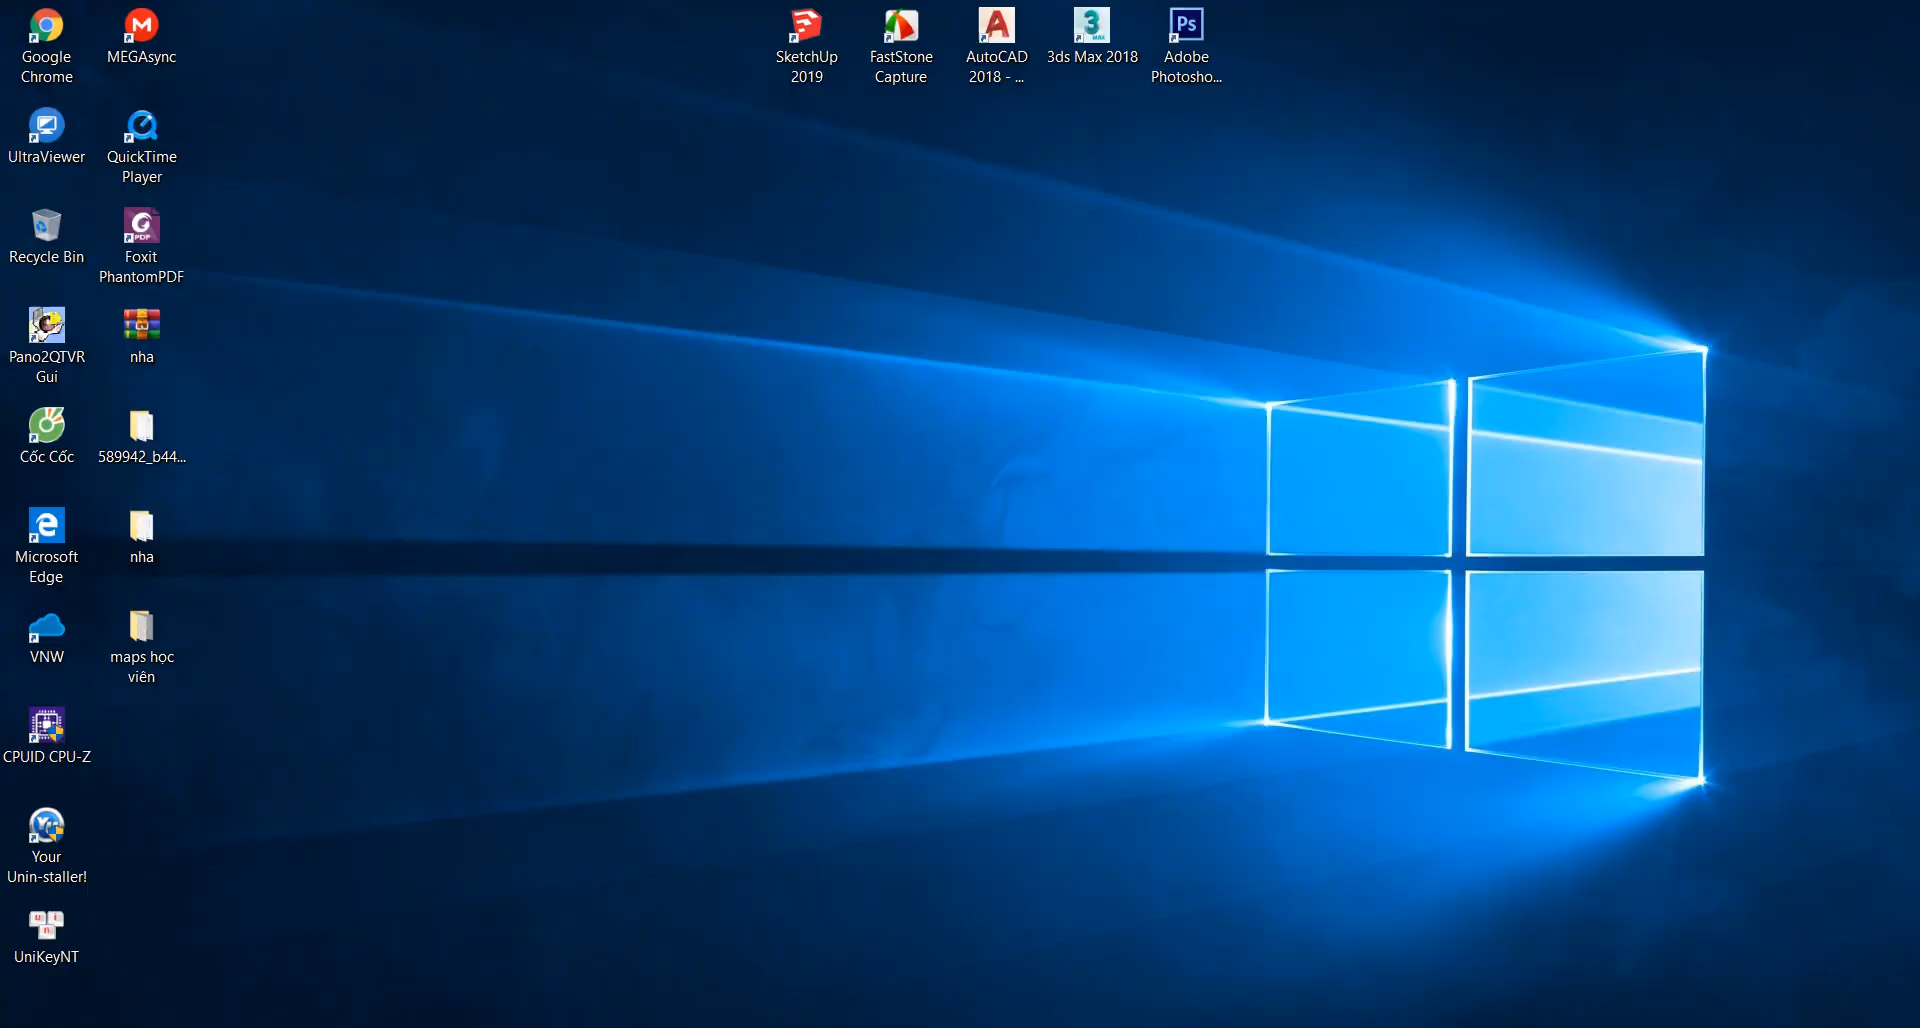 Google
Chrome
MEGAsync
SketchUp
2019
FastStone
Capture
AutoCAD
2018 - ...
3ds Max 2018
Adobe
Photosho...
UltraViewer
QuickTime
Player
Recycle Bin
Foxit
PhantomPDF
Pano2QTVR
Gui
nha
Cốc Cốc
589942_b44...
Microsoft
Edge
nha
VNW
maps học
viên
CPUID CPU-Z
Your
Unin-staller!
UniKeyNT